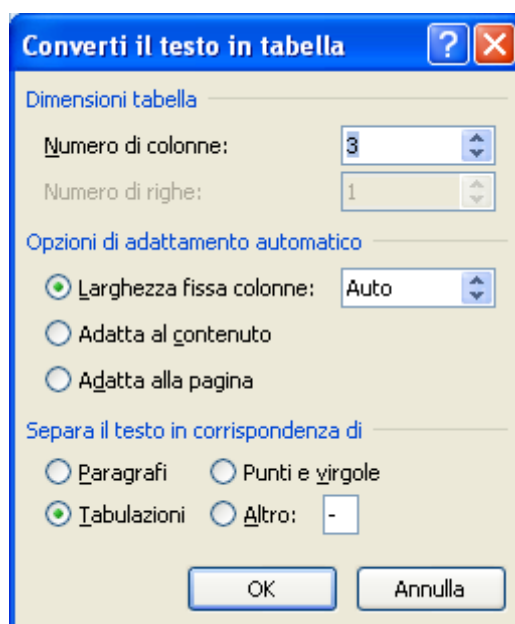 Converti il testo in tabella ?
Dimensioni tabella
Numero di colonne: 3
Numero di righe: 1
Opzioni di adattamento automatico
Larghezza fissa colonne: Auto
Adatta al contenuto
Adatta alla pagina
Separa il testo in corrispondenza di
Paragrafi Punti e virgole
Tabulazioni Altro: -
OK Annulla